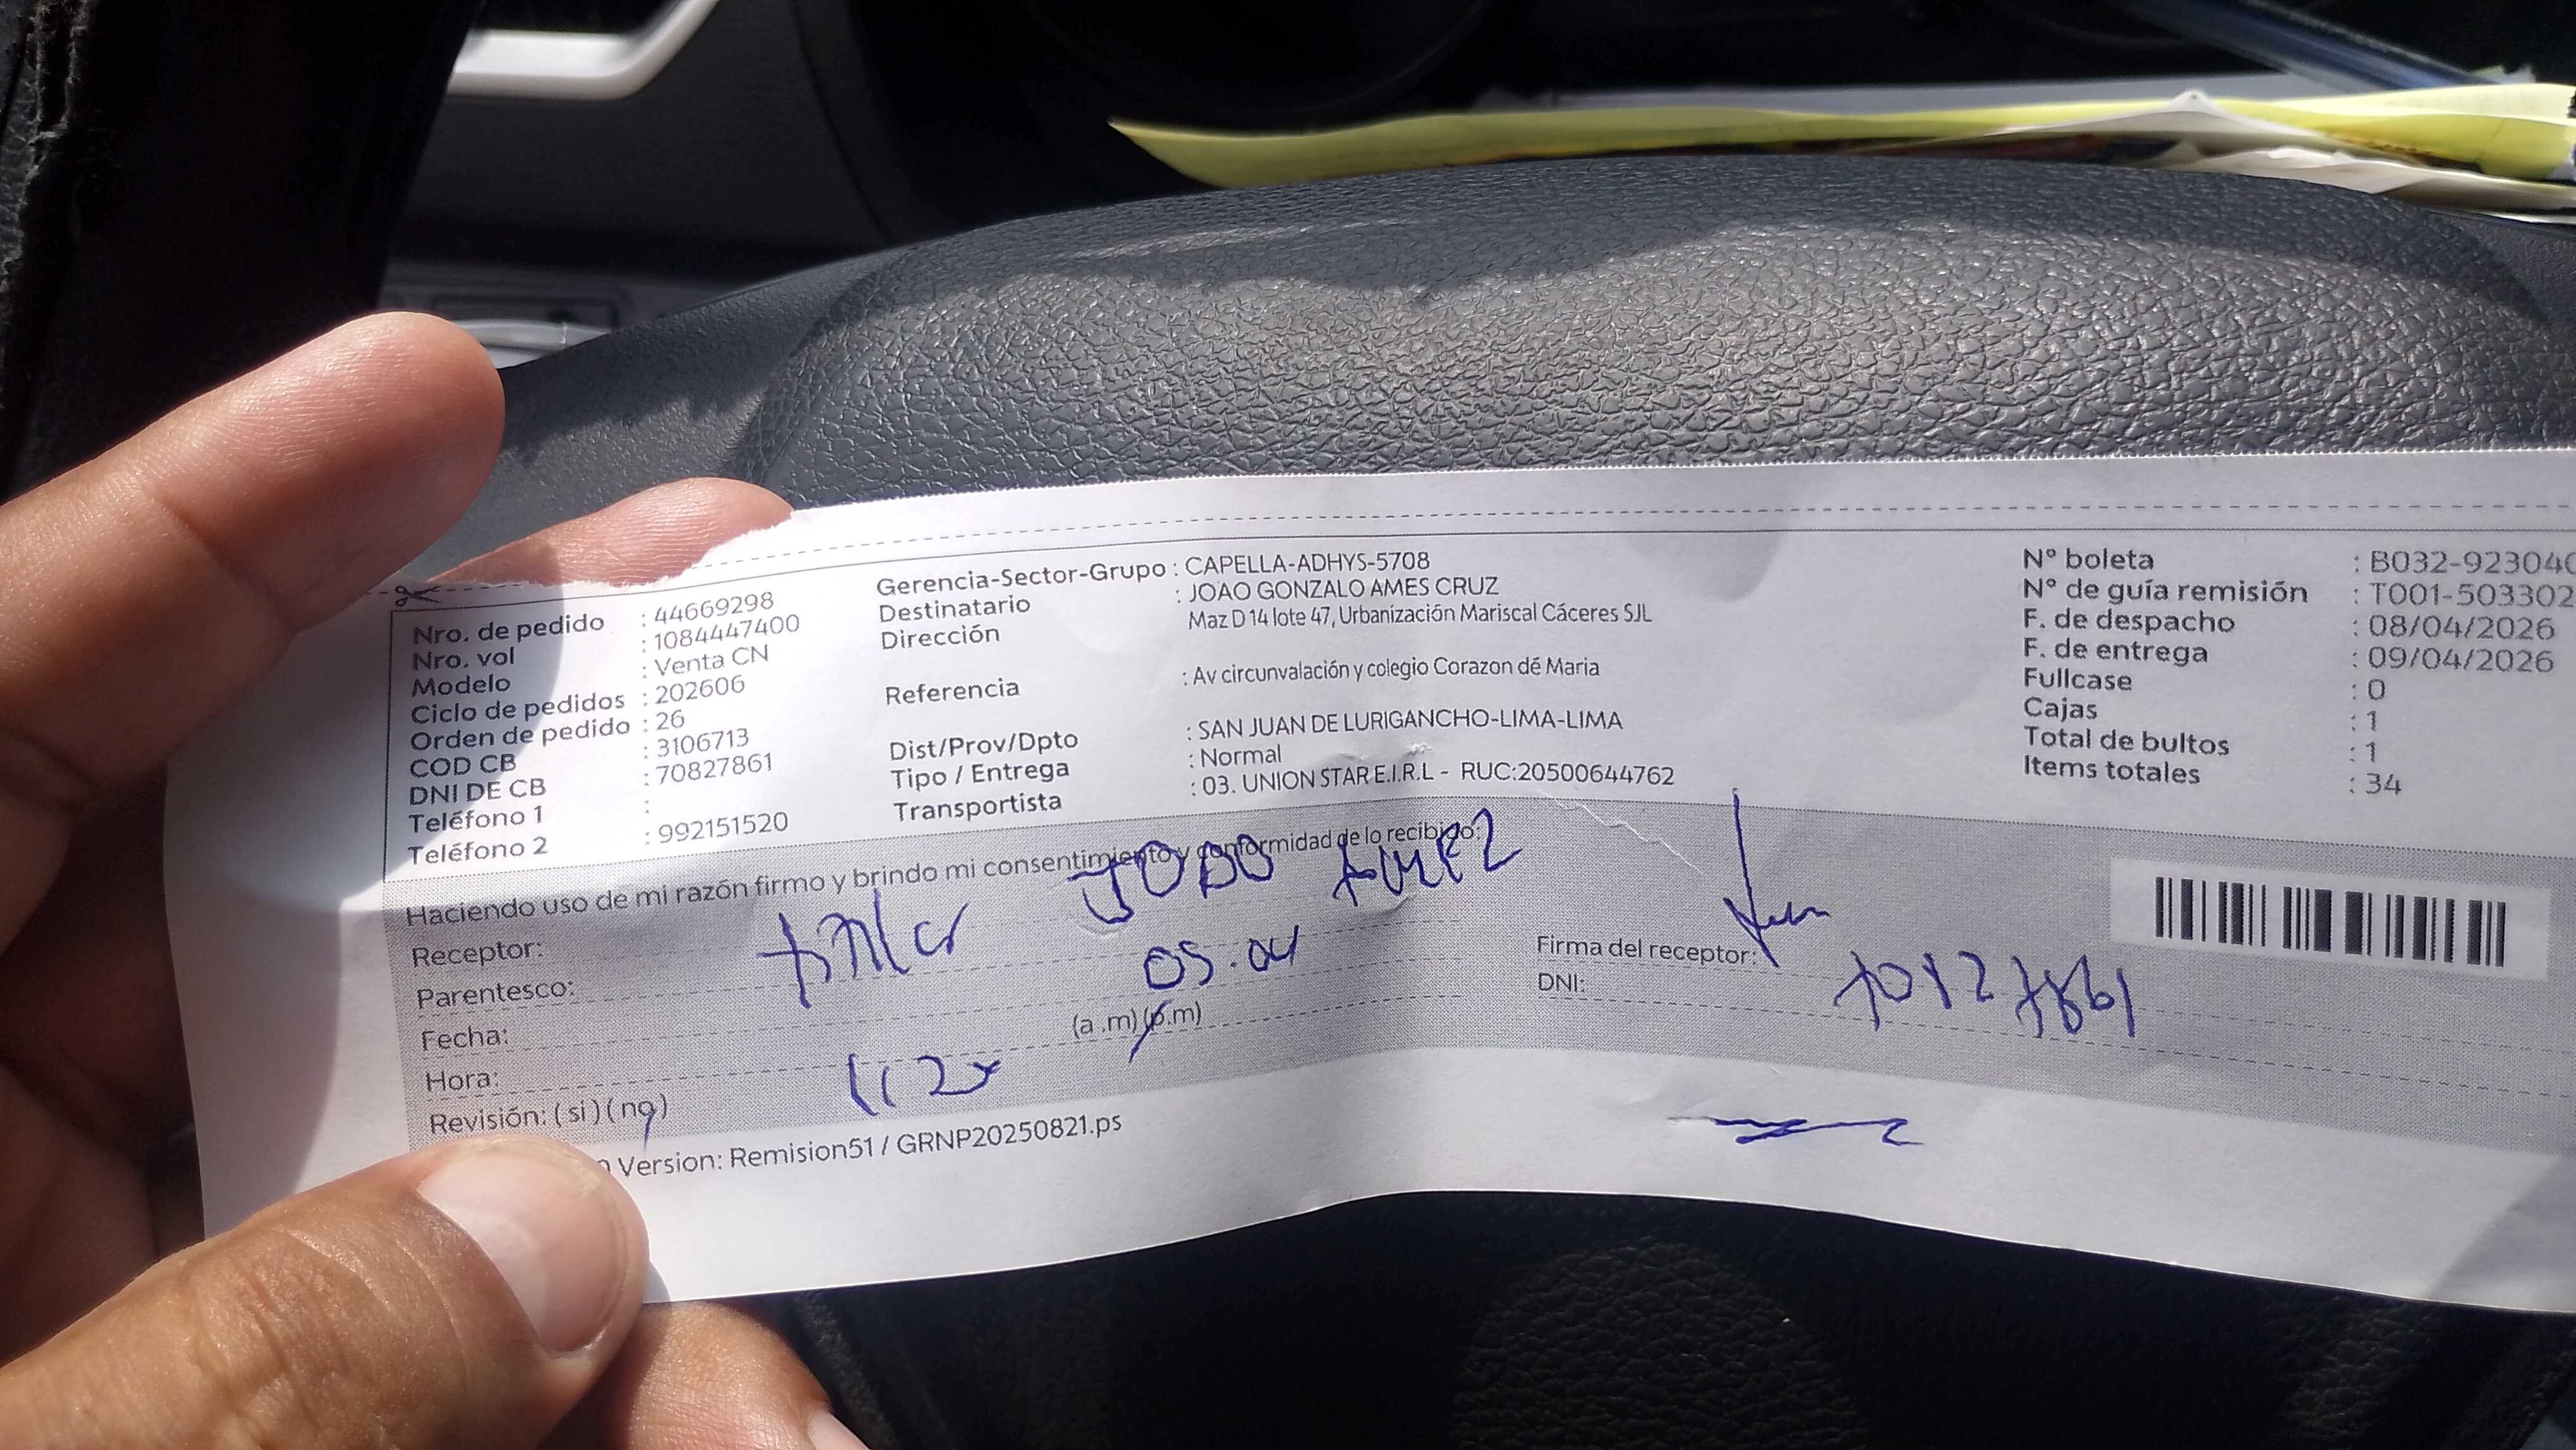 Nro. de pedido : 44669298
Nro. vol : 1084447400
Modelo : Venta CN
Ciclo de pedidos : 202606
Orden de pedido : 26
COD CB : 3106713
DNI DE CB : 70827861
Teléfono 1 :
Teléfono 2 : 992151520
Gerencia-Sector-Grupo : CAPELLA-ADHYS-5708
Destinatario : JOAO GONZALO AMES CRUZ
Dirección Maz D 14 lote 47, Urbanización Mariscal Cáceres SJL
Referencia : Av circunvalación y colegio Corazon dé Maria
Dist/Prov/Dpto : SAN JUAN DE LURIGANCHO-LIMA-LIMA
Tipo / Entrega : Normal
Transportista : 03. UNION STAR E.I.R.L - RUC:20500644762
N° boleta : B032-923040
N° de guía remisión : T001-503302
F. de despacho : 08/04/2026
F. de entrega : 09/04/2026
Fullcase : 0
Cajas : 1
Total de bultos : 1
Items totales : 34
Haciendo uso de mi razón firmo y brindo mi consentimiento y conformidad de lo recibido:
Receptor:
Parentesco:
Fecha:
Hora: (a .m) (p.m)
Revisión: ( si ) ( no )
Firma del receptor:
DNI:
Version: Remision51 / GRNP20250821.ps